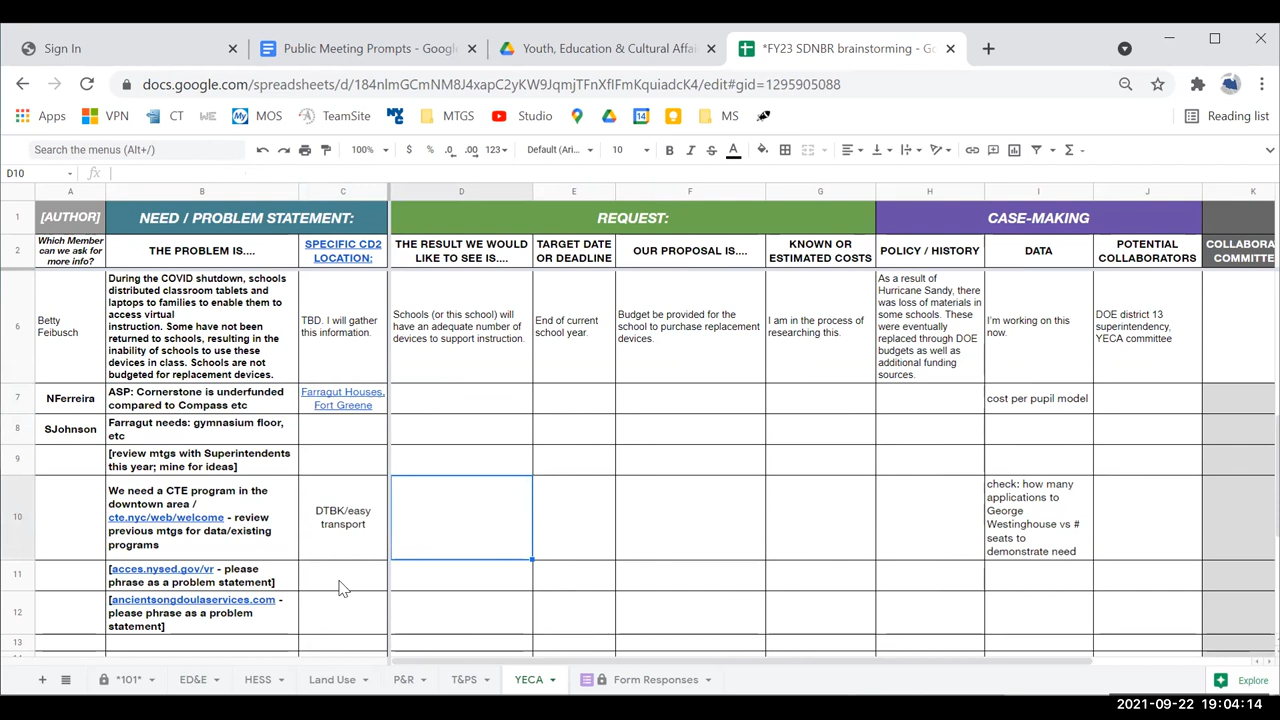 Sign In
Public Meeting Prompts - Google
Youth, Education & Cultural Affai
*FY23 SDNBR brainstorming - Go
docs.google.com/spreadsheets/d/184nlmGCmNM8J4xapC2yKW9JqmjTFnXfIFmKquiadcK4/edit#gid=1295905088
Apps VPN CT WE MOS TeamSite NYC MTGS Studio 14 MS Reading list
Search the menus (Alt+/) 100% $ % .0 .00 123 Default (Ari... 10 B I S A
D10 fx
A B C D E F G H I J K
1 [AUTHOR] NEED / PROBLEM STATEMENT: REQUEST: CASE-MAKING
2
Which Member
can we ask for
more info?
THE PROBLEM IS....
SPECIFIC CD2
LOCATION:
THE RESULT WE WOULD
LIKE TO SEE IS....
TARGET DATE
OR DEADLINE
OUR PROPOSAL IS....
KNOWN OR
ESTIMATED COSTS
POLICY / HISTORY
DATA
POTENTIAL
COLLABORATORS
COLLABORA
COMMITTE
6
Betty
Feibusch
During the COVID shutdown, schools
distributed classroom tablets and
laptops to families to enable them to
access virtual
instruction. Some have not been
returned to schools, resulting in the
inability of schools to use these
devices in class. Schools are not
budgeted for replacement devices.
TBD. I will gather
this information.
Schools (or this school) will
have an adequate number of
devices to support instruction.
End of current
school year.
Budget be provided for the
school to purchase replacement
devices.
I am in the process of
researching this.
As a result of
Hurricane Sandy, there
was loss of materials in
some schools. These
were eventually
replaced through DOE
budgets as well as
additional funding
sources.
I'm working on this
now.
DOE district 13
superintendency,
YECA committee
7
NFerreira
ASP: Cornerstone is underfunded
compared to Compass etc
Farragut Houses,
Fort Greene
cost per pupil model
8
SJohnson
Farragut needs: gymnasium floor,
etc
9
[review mtgs with Superintendents
this year; mine for ideas]
10
We need a CTE program in the
downtown area /
cte.nyc/web/welcome - review
previous mtgs for data/existing
programs
DTBK/easy
transport
check: how many
applications to
George
Westinghouse vs #
seats to
demonstrate need
11
[acces.nysed.gov/vr - please
phrase as a problem statement]
12
[ancientsongdoulaservices.com -
please phrase as a problem
statement]
13
*101* ED&E HESS Land Use P&R T&PS YECA Form Responses Explore
2021-09-22 19:04:14